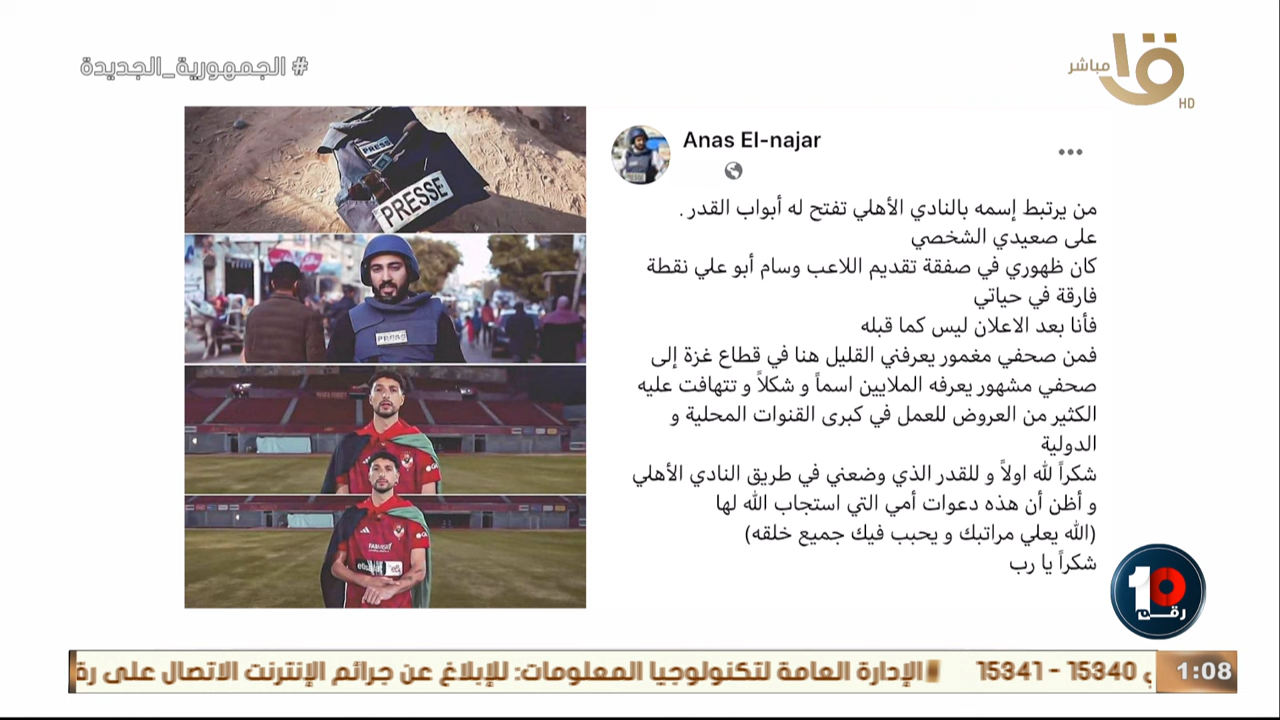 # الجمهورية_الجديدة
مباشر
HD
PRESS
PRESSE
PRESS
Anas El-najar
من يرتبط إسمه بالنادي الأهلي تفتح له أبواب القدر .
على صعيدي الشخصي
كان ظهوري في صفقة تقديم اللاعب وسام أبو علي نقطة
فارقة في حياتي
فأنا بعد الاعلان ليس كما قبله
فمن صحفي مغمور يعرفني القليل هنا في قطاع غزة إلى
صحفي مشهور يعرفه الملايين اسماً و شكلاً و تتهافت عليه
الكثير من العروض للعمل في كبرى القنوات المحلية و
الدولية
شكراً لله اولاً و للقدر الذي وضعني في طريق النادي الأهلي
و أظن أن هذه دعوات أمي التي استجاب الله لها
(الله يعلي مراتبك و يحبب فيك جميع خلقه)
شكراً يا رب
رقم 10
15340 - 15341
الإدارة العامة لتكنولوجيا المعلومات: للإبلاغ عن جرائم الإنترنت الاتصال على
1:08